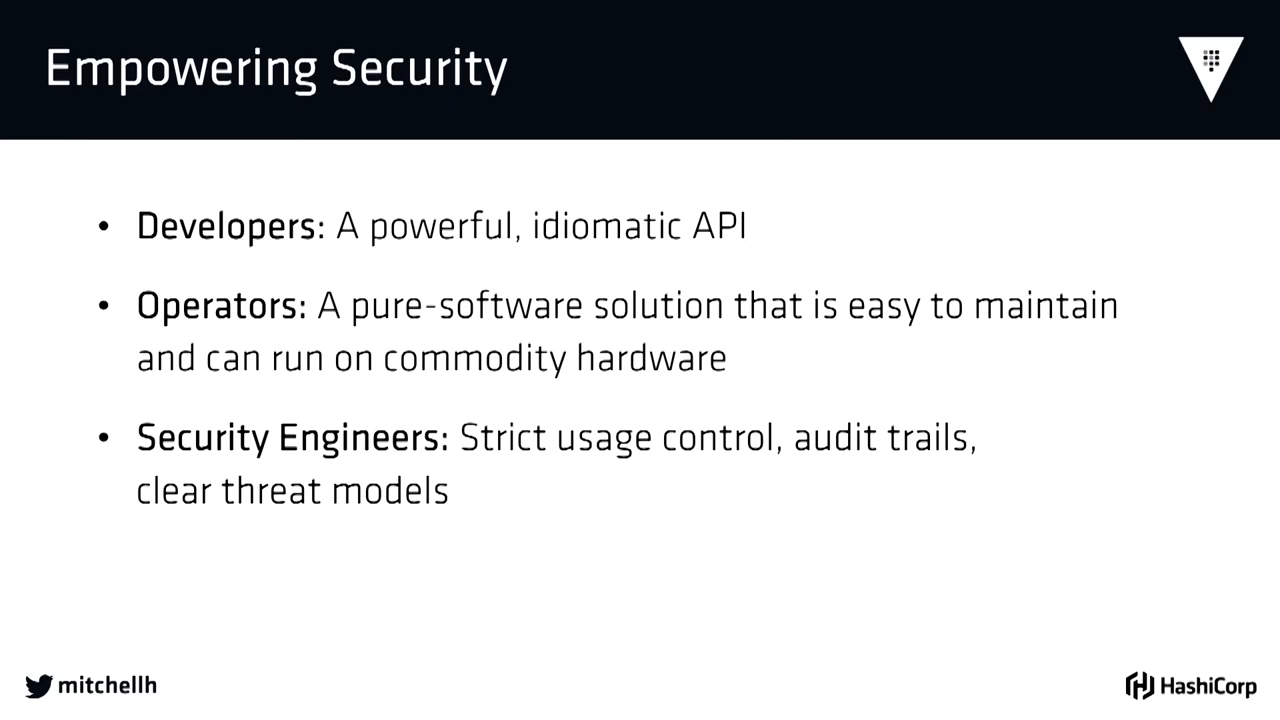 Empowering Security
• Developers: A powerful, idiomatic API
• Operators: A pure-software solution that is easy to maintain
and can run on commodity hardware
• Security Engineers: Strict usage control, audit trails,
clear threat models
mitchellh
HashiCorp